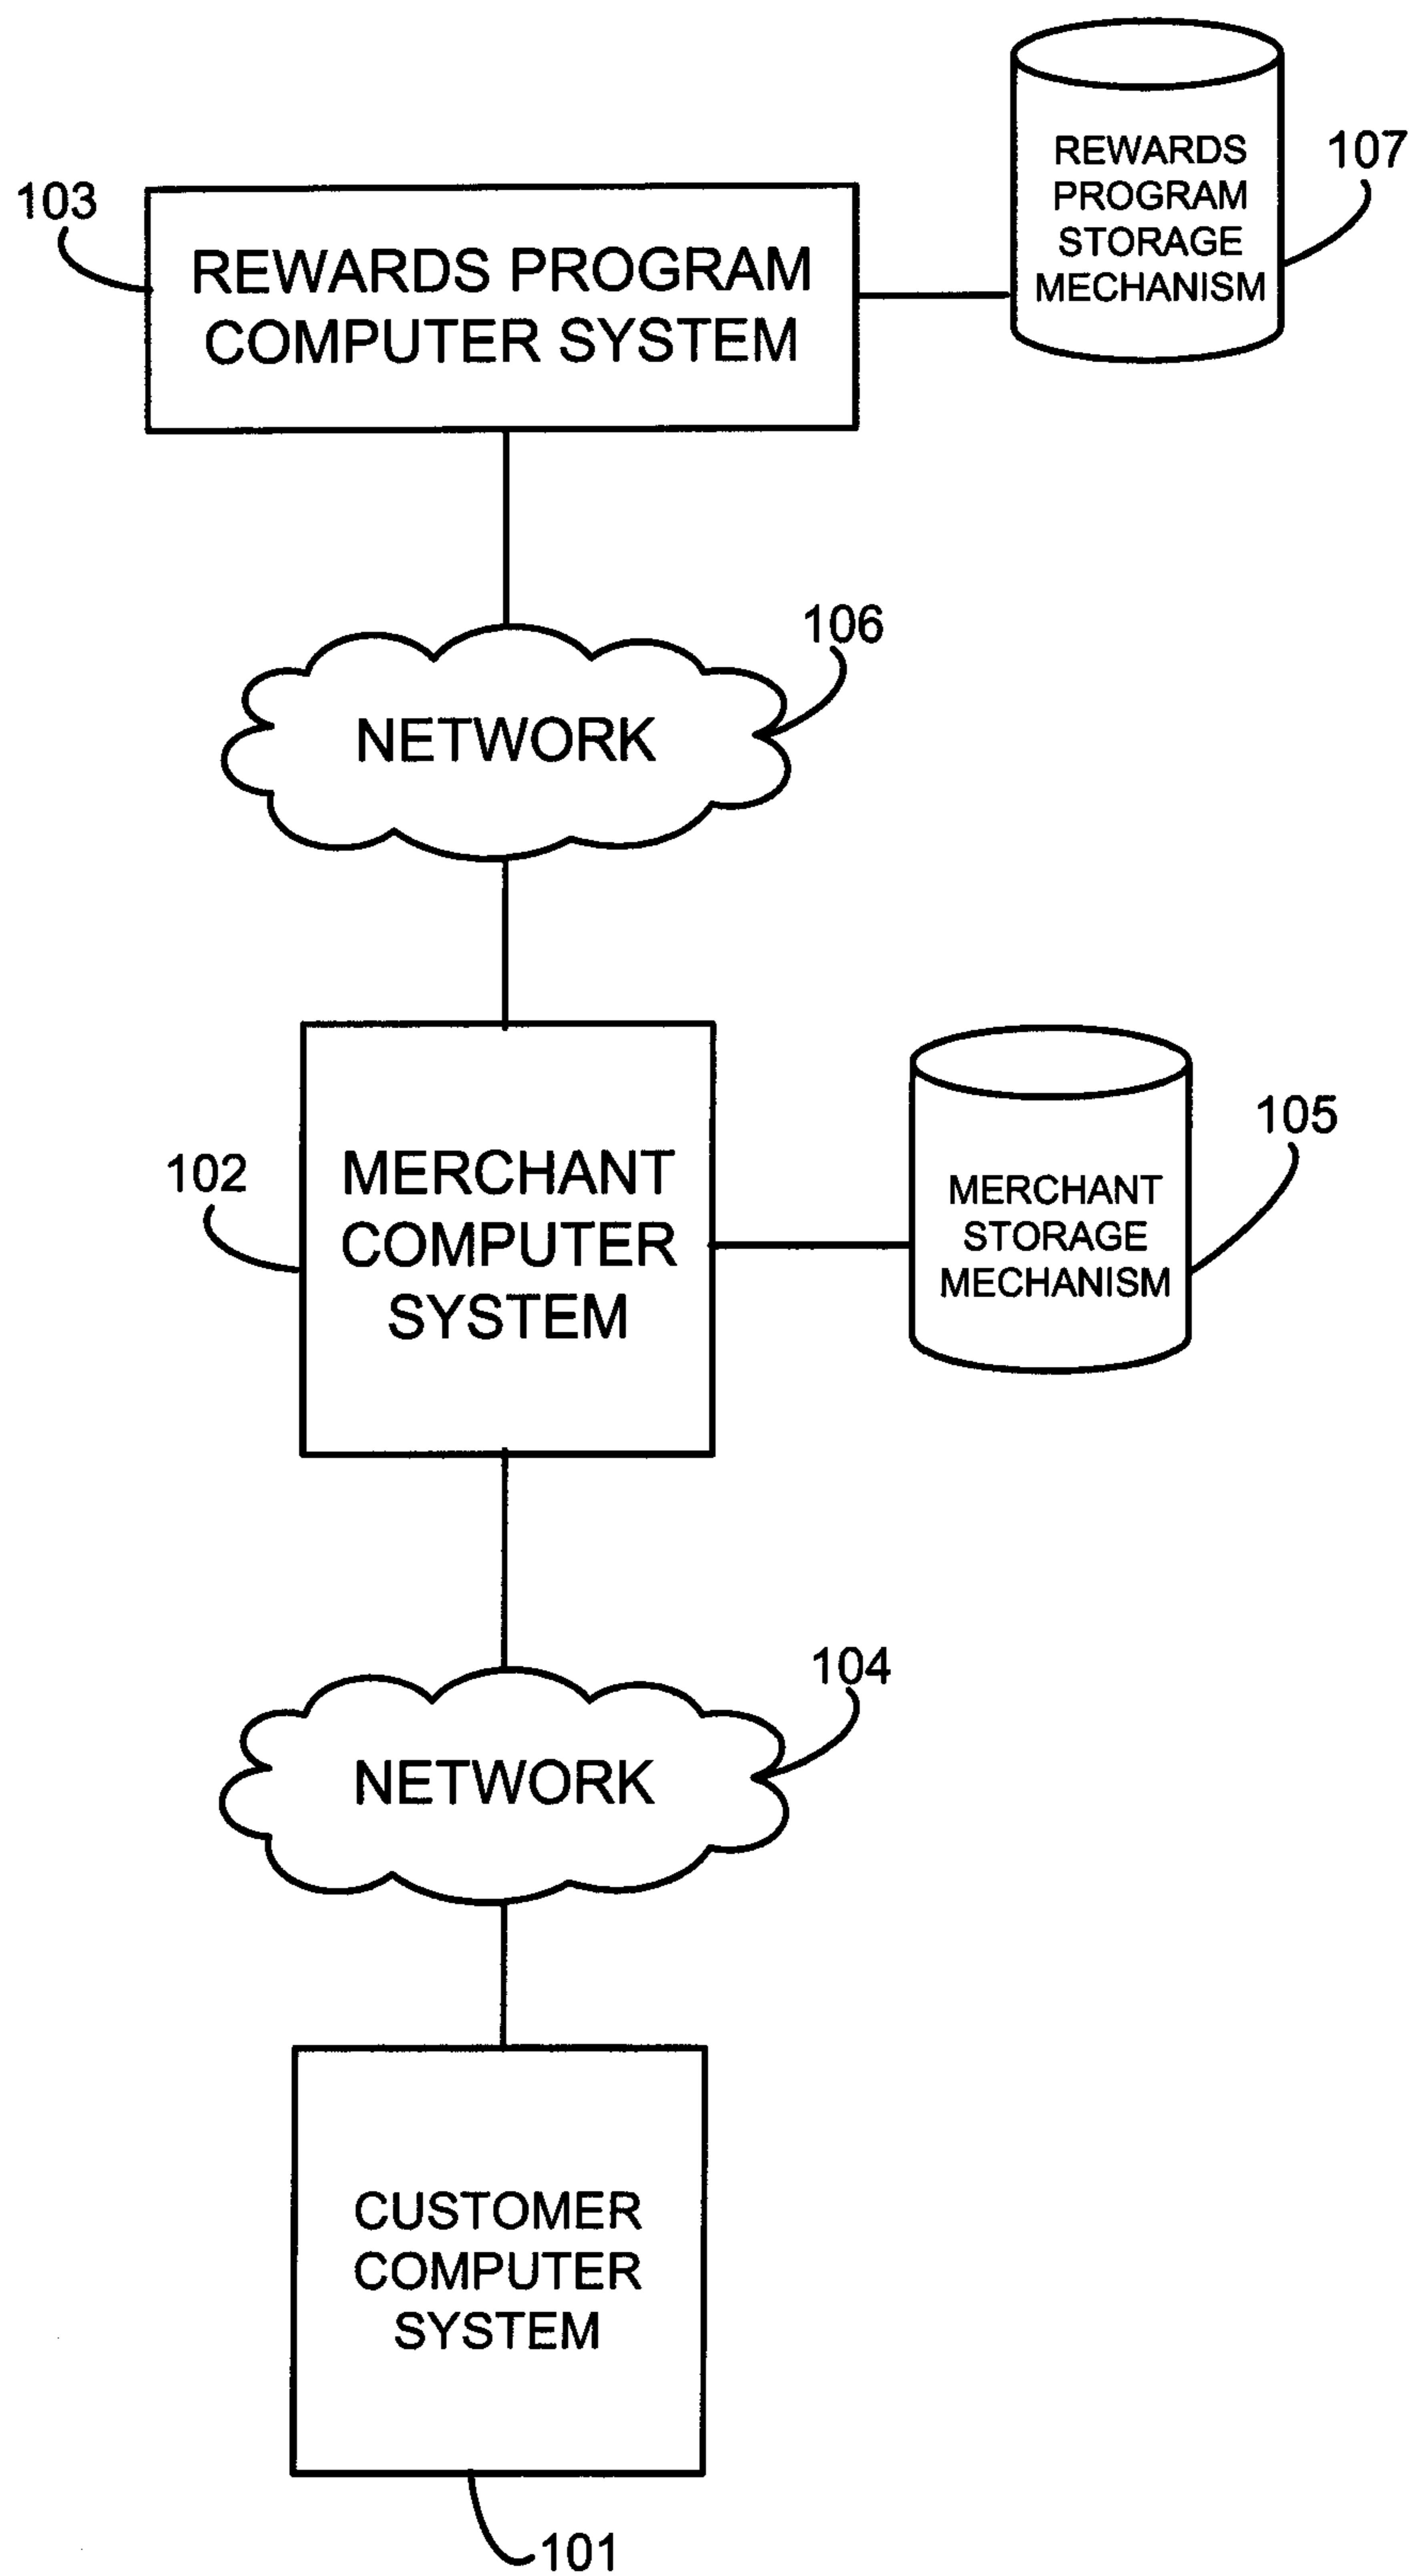 107
REWARDS
PROGRAM
STORAGE
MECHANISM
103
REWARDS PROGRAM
COMPUTER SYSTEM
106
NETWORK
105
102
MERCHANT
COMPUTER
SYSTEM
MERCHANT
STORAGE
MECHANISM
104
NETWORK
CUSTOMER
COMPUTER
SYSTEM
101